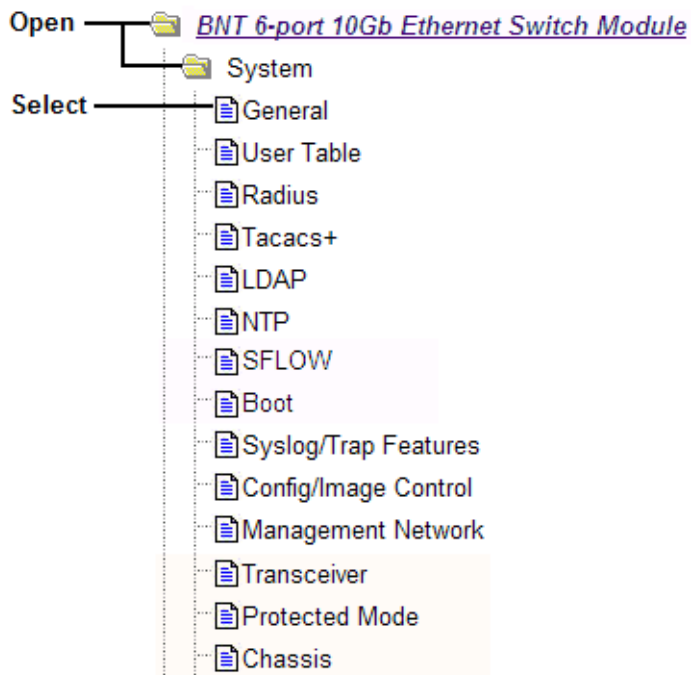 Open BNT 6-port 10Gb Ethernet Switch Module
System
Select General
User Table
Radius
Tacacs+
LDAP
NTP
SFLOW
Boot
Syslog/Trap Features
Config/Image Control
Management Network
Transceiver
Protected Mode
Chassis